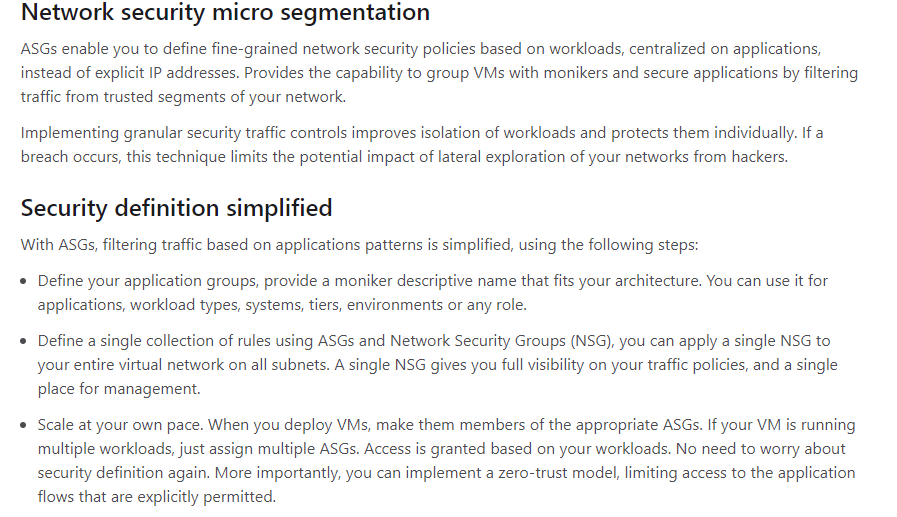 Network security micro segmentation
ASGs enable you to define fine-grained network security policies based on workloads, centralized on applications,
instead of explicit IP addresses. Provides the capability to group VMs with monikers and secure applications by filtering
traffic from trusted segments of your network.
Implementing granular security traffic controls improves isolation of workloads and protects them individually. If a
breach occurs, this technique limits the potential impact of lateral exploration of your networks from hackers.
Security definition simplified
With ASGs, filtering traffic based on applications patterns is simplified, using the following steps:
• Define your application groups, provide a moniker descriptive name that fits your architecture. You can use it for
applications, workload types, systems, tiers, environments or any role.
• Define a single collection of rules using ASGs and Network Security Groups (NSG), you can apply a single NSG to
your entire virtual network on all subnets. A single NSG gives you full visibility on your traffic policies, and a single
place for management.
• Scale at your own pace. When you deploy VMs, make them members of the appropriate ASGs. If your VM is running
multiple workloads, just assign multiple ASGs. Access is granted based on your workloads. No need to worry about
security definition again. More importantly, you can implement a zero-trust model, limiting access to the application
flows that are explicitly permitted.